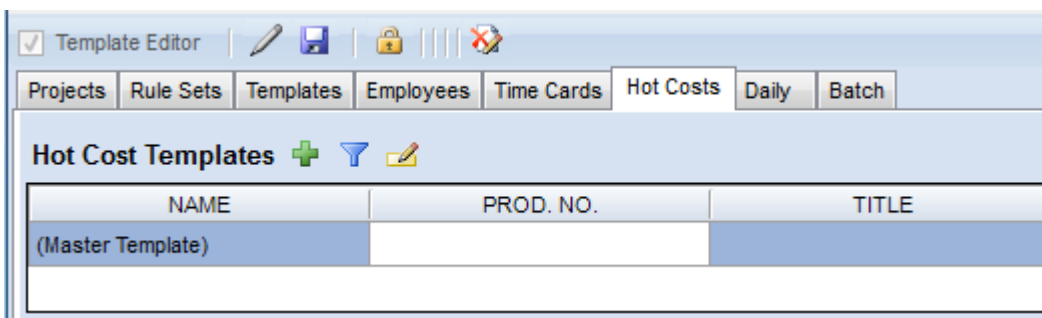 Template Editor
Projects Rule Sets Templates Employees Time Cards Hot Costs Daily Batch
Hot Cost Templates
NAME PROD. NO. TITLE
(Master Template)